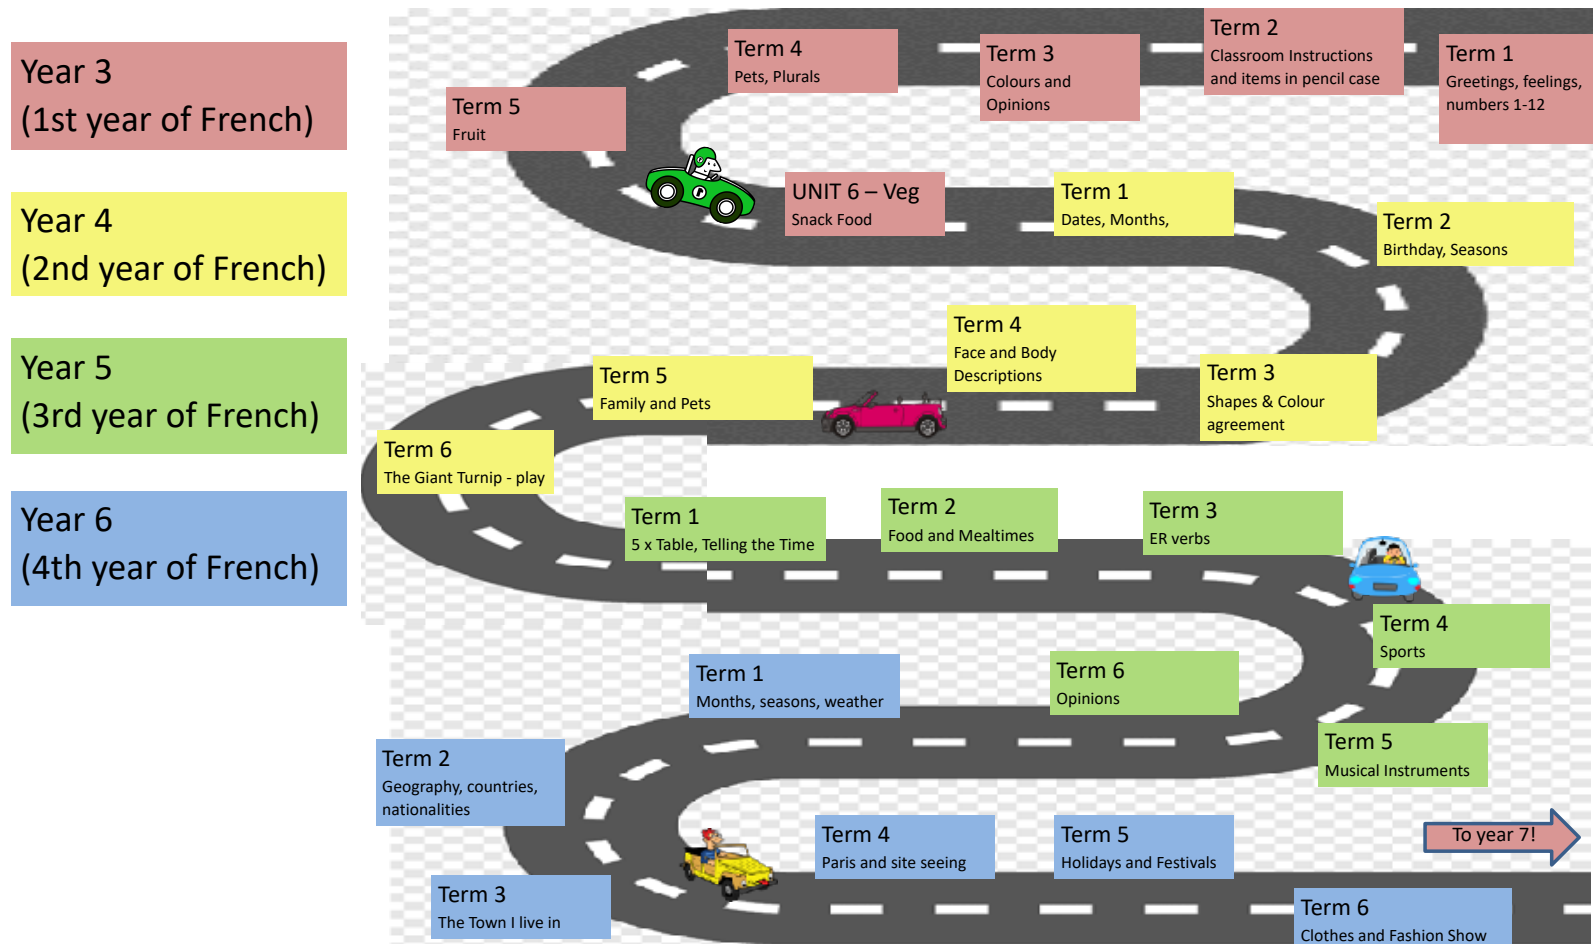 Year 3
(1st year of French)
Year 4
(2nd year of French)
Year 5
(3rd year of French)
Year 6
(4th year of French)
Term 1
Greetings, feelings,
numbers 1-12
Term 2
Classroom Instructions
and items in pencil case
Term 3
Colours and
Opinions
Term 4
Pets, Plurals
Term 5
Fruit
UNIT 6 – Veg
Snack Food
Term 1
Dates, Months,
Term 2
Birthday, Seasons
Term 3
Shapes & Colour
agreement
Term 4
Face and Body
Descriptions
Term 5
Family and Pets
Term 6
The Giant Turnip - play
Term 1
5 x Table, Telling the Time
Term 2
Food and Mealtimes
Term 3
ER verbs
Term 4
Sports
Term 5
Musical Instruments
Term 6
Opinions
Term 1
Months, seasons, weather
Term 2
Geography, countries,
nationalities
Term 3
The Town I live in
Term 4
Paris and site seeing
Term 5
Holidays and Festivals
Term 6
Clothes and Fashion Show
To year 7!